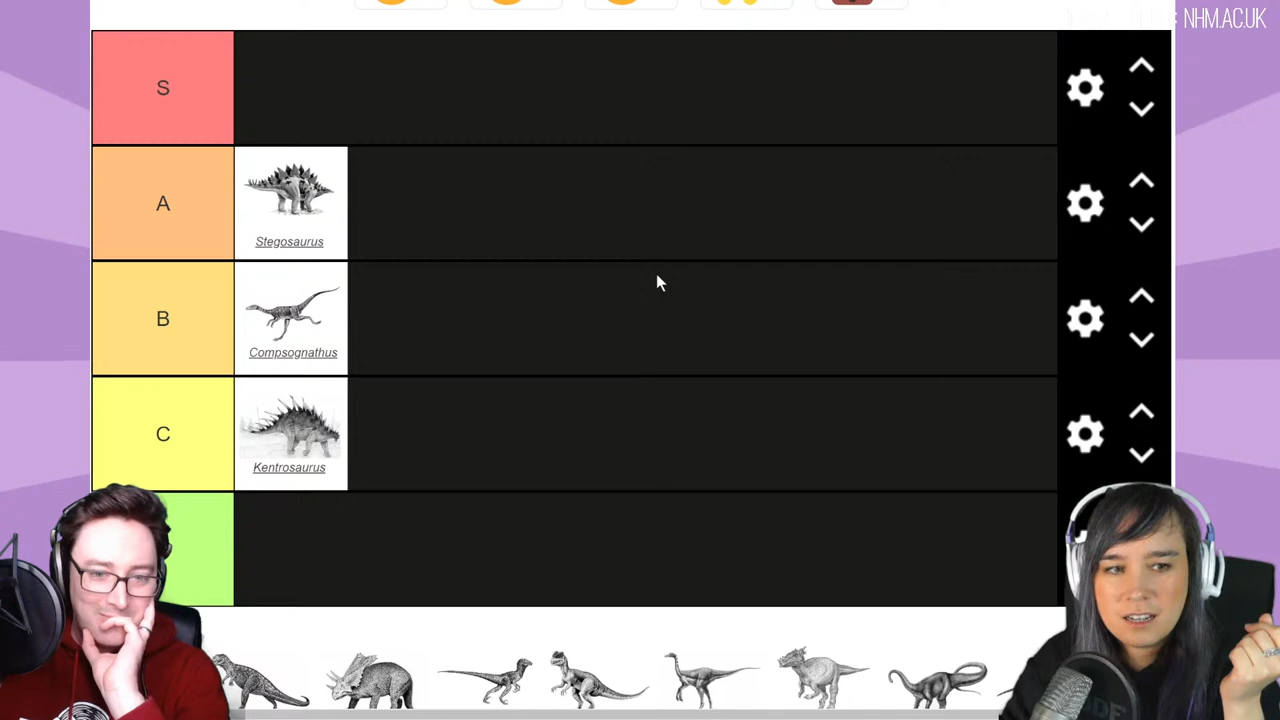 NHM.AC.UK
S
A
Stegosaurus
B
Compsognathus
C
Kentrosaurus